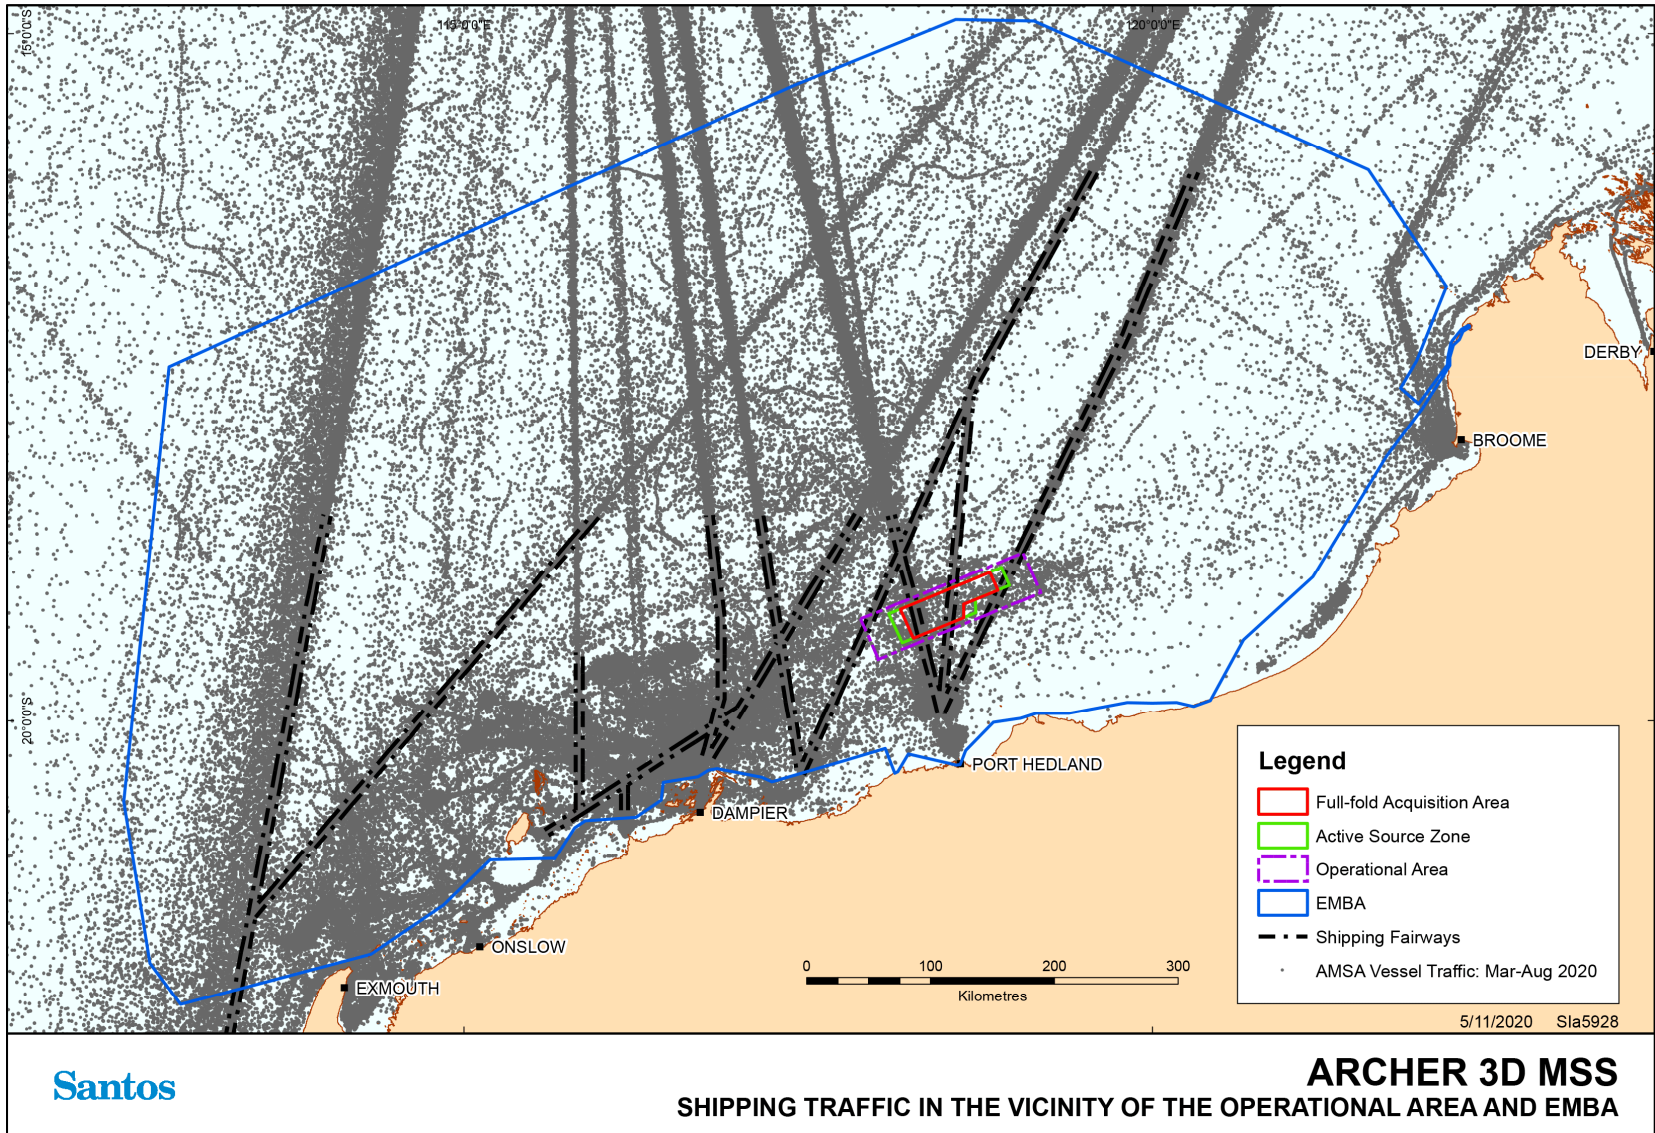 115°0'0"E
120°0'0"E
15°0'0"S
20°0'0"S
DERBY
BROOME
PORT HEDLAND
DAMPIER
ONSLOW
EXMOUTH
Legend
Full-fold Acquisition Area
Active Source Zone
Operational Area
EMBA
Shipping Fairways
AMSA Vessel Traffic: Mar-Aug 2020
0 100 200 300
Kilometres
5/11/2020 Sla5928
Santos
ARCHER 3D MSS
SHIPPING TRAFFIC IN THE VICINITY OF THE OPERATIONAL AREA AND EMBA